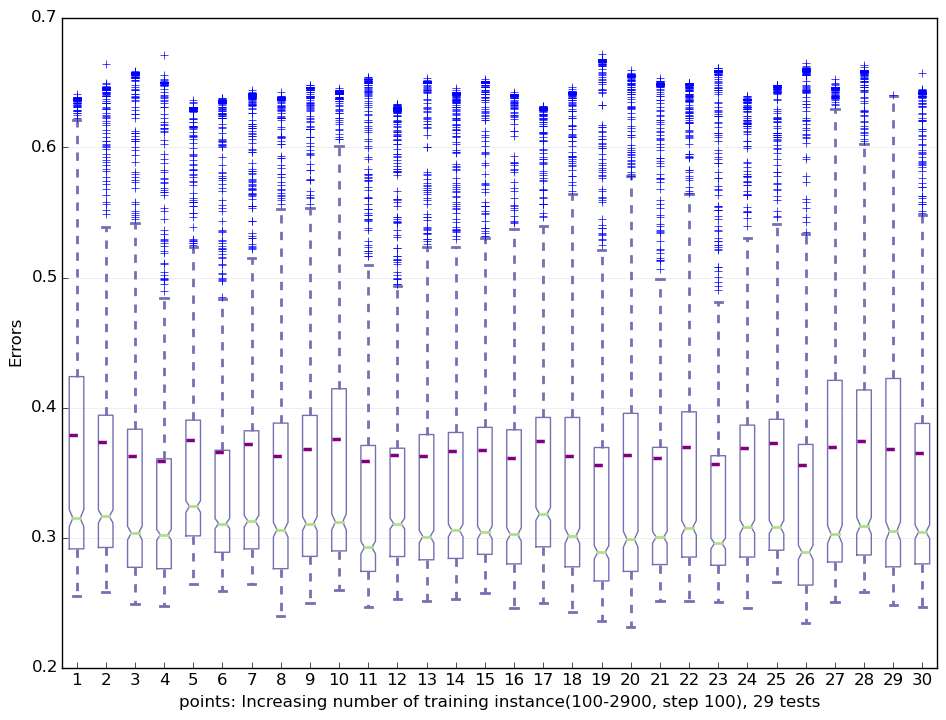 0.7
0.6
0.5
0.4
0.3
0.2
Errors
1 2 3 4 5 6 7 8 9 10 11 12 13 14 15 16 17 18 19 20 21 22 23 24 25 26 27 28 29 30
points: Increasing number of training instance(100-2900, step 100), 29 tests